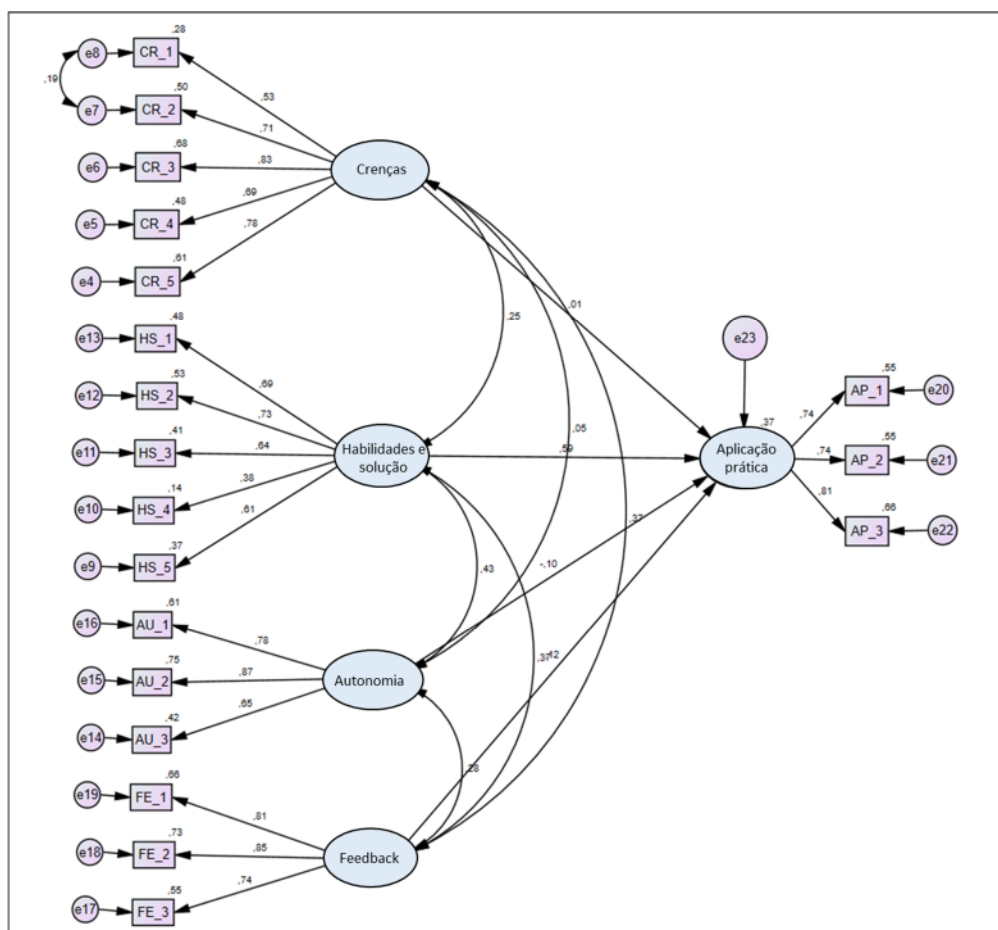 ,28
e8
CR_1
,19
,50
,53
e7
CR_2
,71
,68
e6
CR_3
,83
Crenças
,48
,69
e5
CR_4
,78
,61
e4
CR_5
,01
,25
,48
e13
HS_1
e23
,53
,69
,55
e12
HS_2
,74
AP_1
e20
,73
,41
,05
,37
,55
e11
HS_3
,64
Habilidades e
solução
,59
Aplicação
prática
,74
AP_2
e21
,38
,14
,81
e10
HS_4
,61
,66
,37
AP_3
e22
,37
e9
HS_5
,43
-,10
,61
e16
AU_1
,78
,37
,42
,75
e15
AU_2
,87
Autonomia
,42
,65
e14
AU_3
,28
,66
e19
FE_1
,81
,73
e18
FE_2
,85
Feedback
,55
,74
e17
FE_3